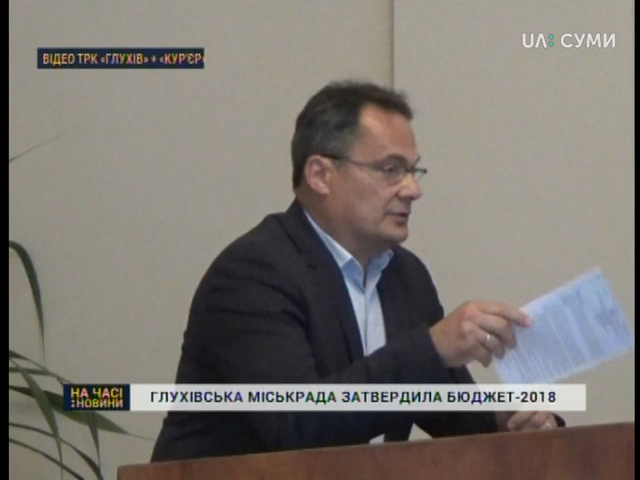 ВІДЕО ТРК «ГЛУХІВ» + «КУР'ЄР»
UA: СУМИ
НА ЧАСІ
:НОВИНИ
ГЛУХІВСЬКА МІСЬКРАДА ЗАТВЕРДИЛА БЮДЖЕТ-2018